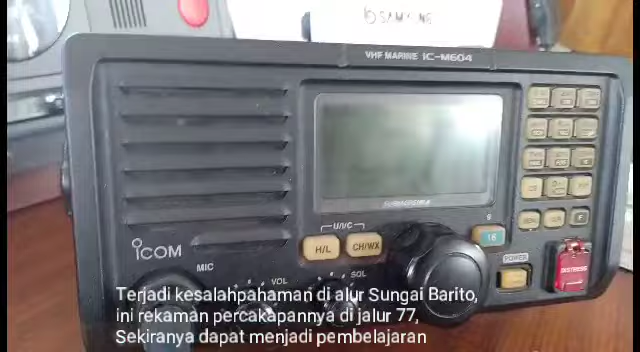 SAMSUNG
VHF MARINE IC-M604
U/I/C
H/L
CH/WX
9
16
ICOM
MIC
VOL
SQL
POWER
DISTRESS
F
Terjadi kesalahpahaman di alur Sungai Barito,
ini rekaman percakapannya di jalur 77,
Sekiranya dapat menjadi pembelajaran